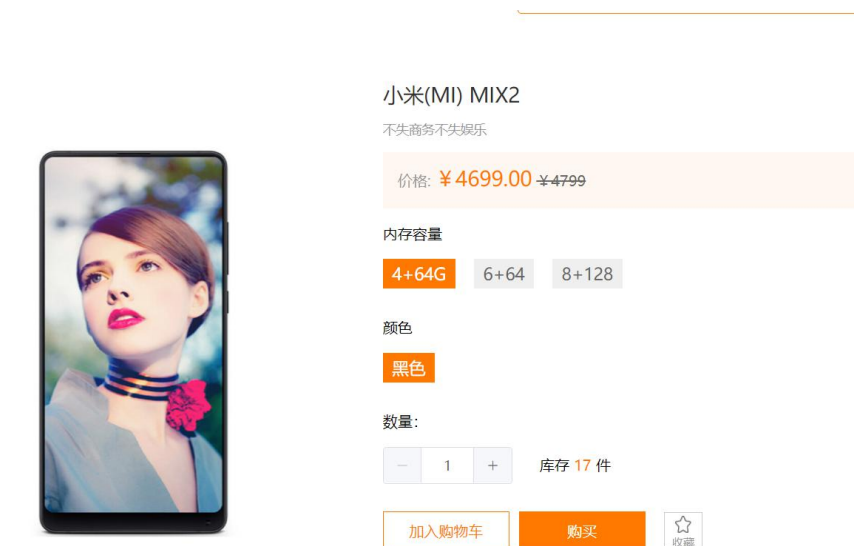 小米(MI) MIX2
不失商务不失娱乐
价格: ￥4699.00 ￥4799
内存容量
4+64G 6+64 8+128
颜色
黑色
数量:
1 库存 17 件
加入购物车 购买 收藏